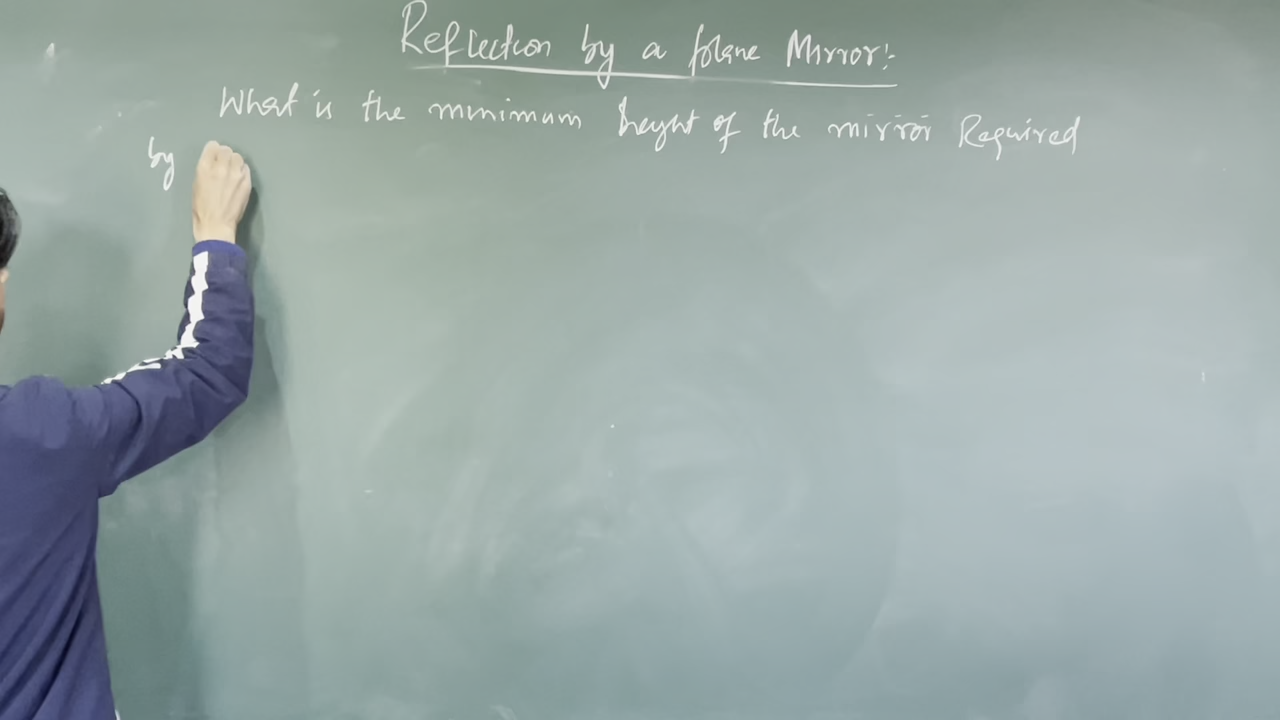 Reflection by a plane Mirror:-
What is the minimum height of the mirror Required
by